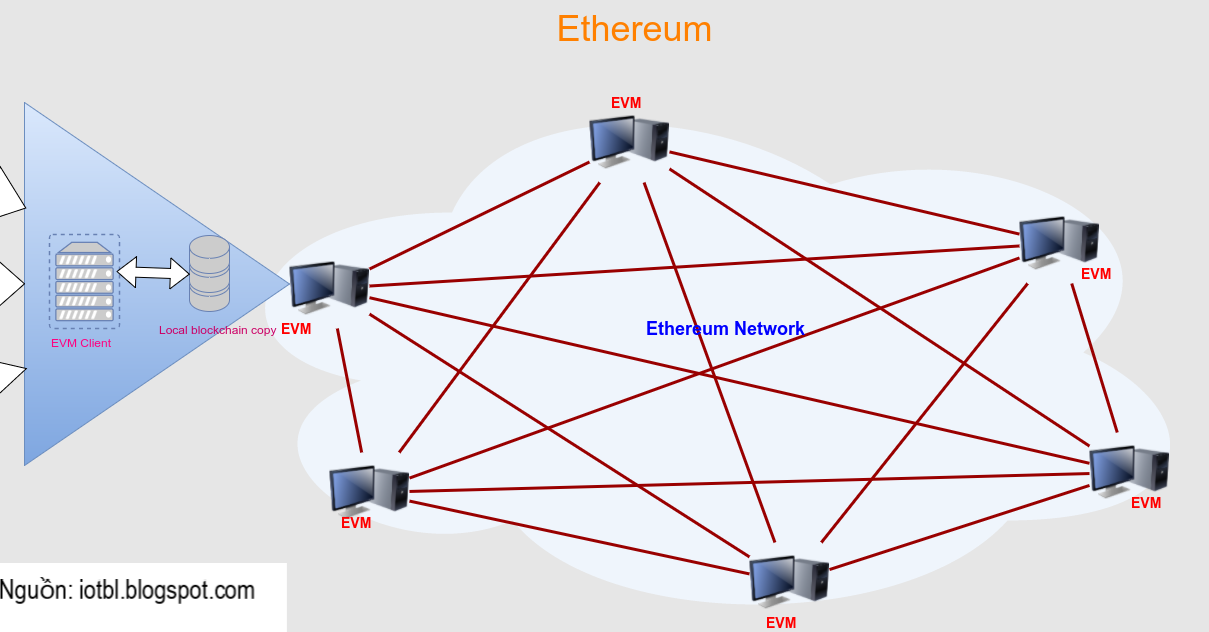 Ethereum
EVM
EVM
Ethereum Network
EVM
Local blockchain copy
EVM Client
EVM
EVM
EVM
Nguồn: iotbl.blogspot.com